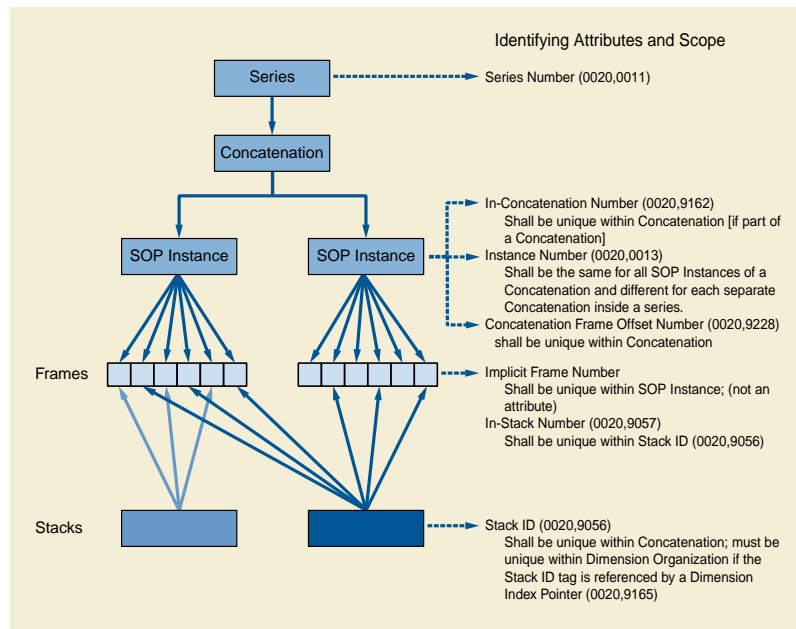 Identifying Attributes and Scope
Series
Series Number (0020,0011)
Concatenation
In-Concatenation Number (0020,9162)
Shall be unique within Concatenation [if part of
a Concatenation]
SOP Instance
SOP Instance
Instance Number (0020,0013)
Shall be the same for all SOP Instances of a
Concatenation and different for each separate
Concatenation inside a series.
Concatenation Frame Offset Number (0020,9228)
shall be unique within Concatenation
Frames
Implicit Frame Number
Shall be unique within SOP Instance; (not an
attribute)
In-Stack Number (0020,9057)
Shall be unique within Stack ID (0020,9056)
Stacks
Stack ID (0020,9056)
Shall be unique within Concatenation; must be
unique within Dimension Organization if the
Stack ID tag is referenced by a Dimension
Index Pointer (0020,9165)